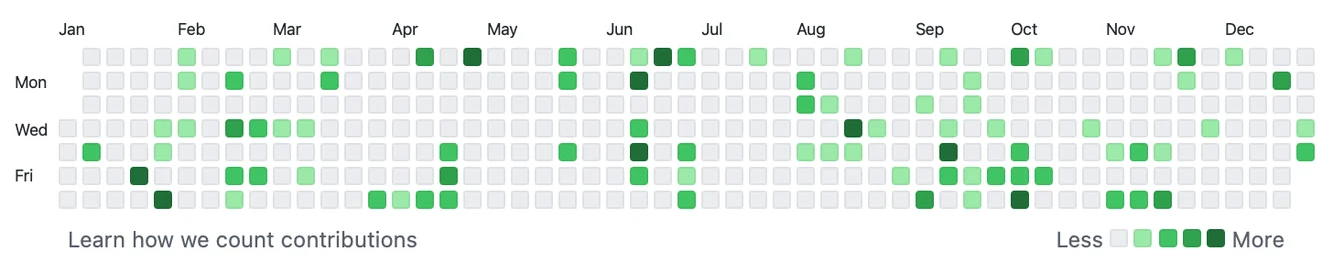 Jan Feb Mar Apr May Jun Jul Aug Sep Oct Nov Dec
Mon
Wed
Fri
Learn how we count contributions
Less More